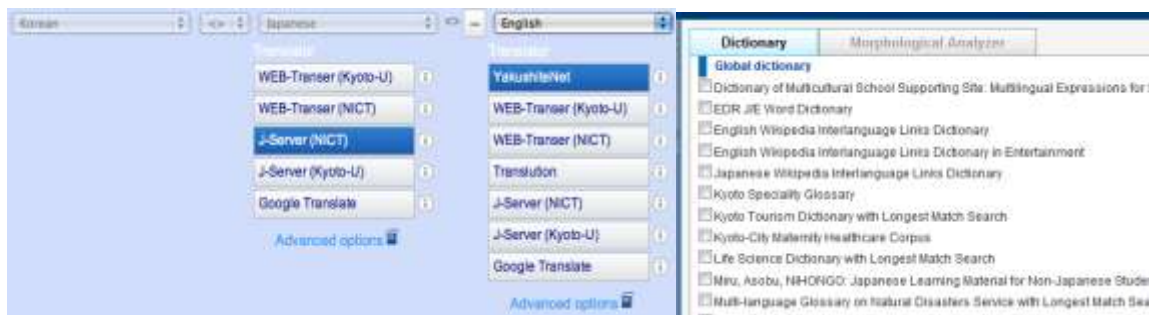 Korean <> Japanese <> – English
Translator
WEB-Transer (Kyoto-U)
WEB-Transer (NICT)
J-Server (NICT)
J-Server (Kyoto-U)
Google Translate
Advanced options
Translator
YakushiteNet
WEB-Transer (Kyoto-U)
WEB-Transer (NICT)
Translution
J-Server (NICT)
J-Server (Kyoto-U)
Google Translate
Advanced options
Dictionary Morphological Analyzer
Global dictionary
Dictionary of Multicultural School Supporting Site: Multilingual Expressions for
EDR J/E Word Dictionary
English Wikipedia Interlanguage Links Dictionary
English Wikipedia Interlanguage Links Dictionary in Entertainment
Japanese Wikipedia Interlanguage Links Dictionary
Kyoto Speciality Glossary
Kyoto Tourism Dictionary with Longest Match Search
Kyoto-City Maternity Healthcare Corpus
Life Science Dictionary with Longest Match Search
Miru, Asobu, NIHONGO: Japanese Learning Material for Non-Japanese Stude
Multi-language Glossary on Natural Disasters Service with Longest Match Sea